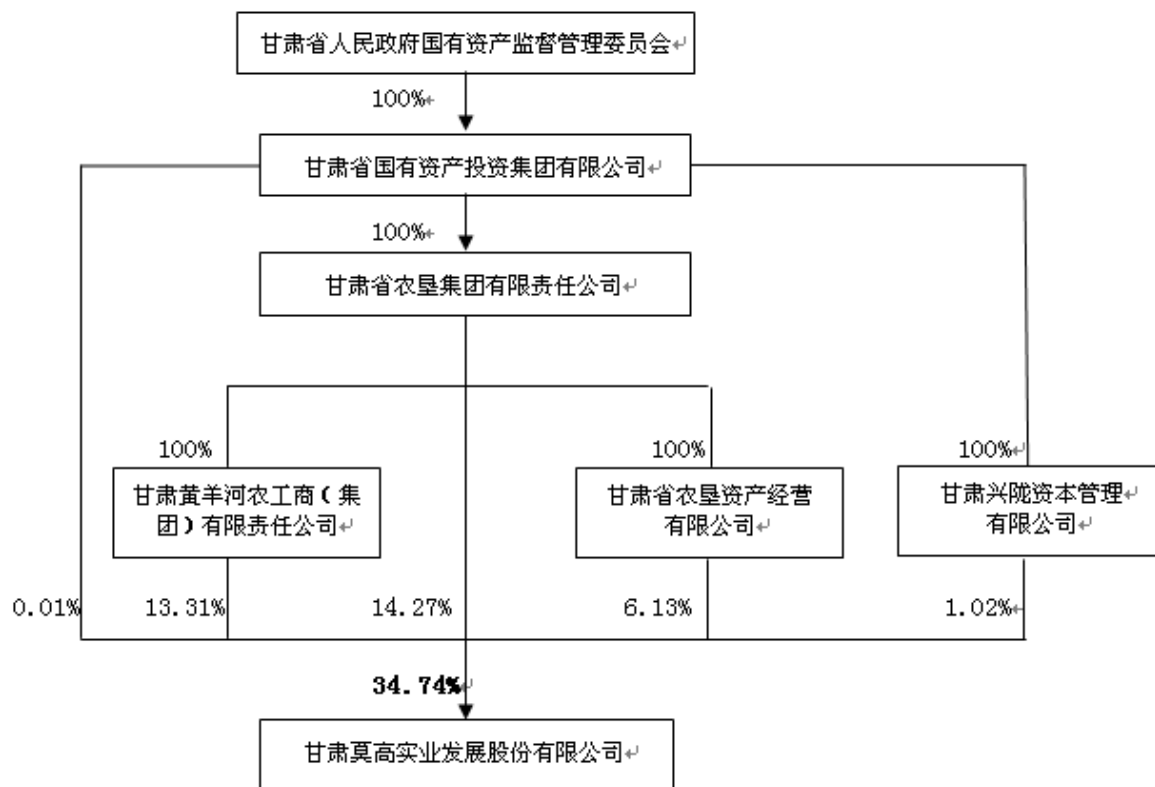 甘肃省人民政府国有资产监督管理委员会↵
100%↵
甘肃省国有资产投资集团有限公司↵
100%↵
甘肃省农垦集团有限责任公司↵
100%
100%
100%↵
甘肃黄羊河农工商（集
团）有限责任公司↵
甘肃省农垦资产经营
有限公司↵
甘肃兴陇资本管理↵
有限公司↵
0.01%
13.31%
14.27%
6.13%
1.02%↵
34.74%↵
甘肃莫高实业发展股份有限公司↵